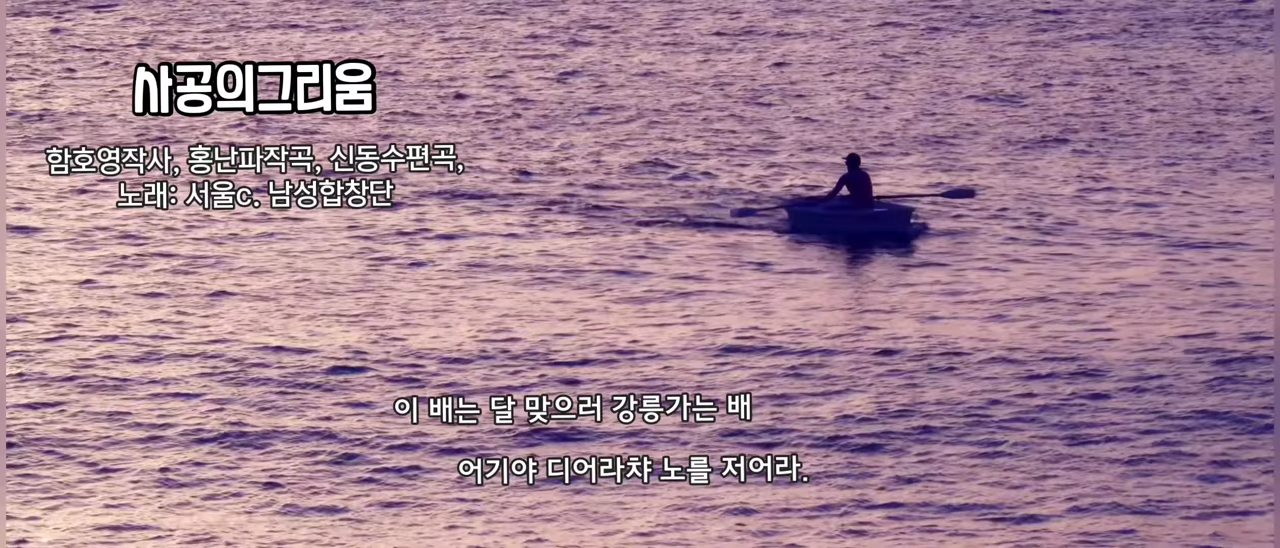 사공의그리움
함호영작사, 홍난파작곡, 신동수편곡,
노래: 서울c. 남성합창단
이 배는 달 맞으러 강릉가는 배
어기야 디어라챠 노를 저어라.